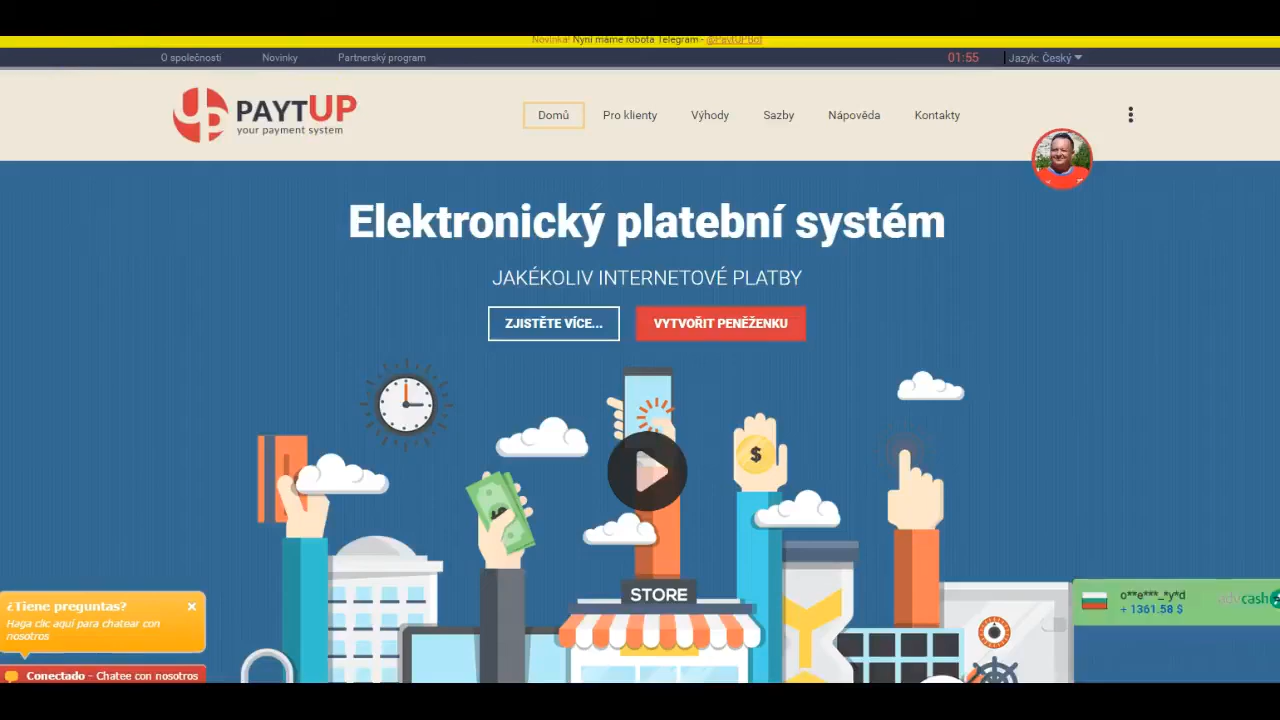 Novinka! Nyní máme robota Telegram - @PaytUPBot
O společnosti Novinky Partnerský program 01:55 Jazyk: Český
PAYTUP
your payment system
Domů Pro klienty Výhody Sazby Nápověda Kontakty
Elektronický platební systém
JAKÉKOLIV INTERNETOVÉ PLATBY
ZJISTĚTE VÍCE... VYTVOŘIT PENĚŽENKU
$
STORE
¿Tiene preguntas?
Haga clic aquí para chatear con
nosotros
Conectado - Chatee con nosotros
o**e***_*y*d
+ 1361.58 $
advcash